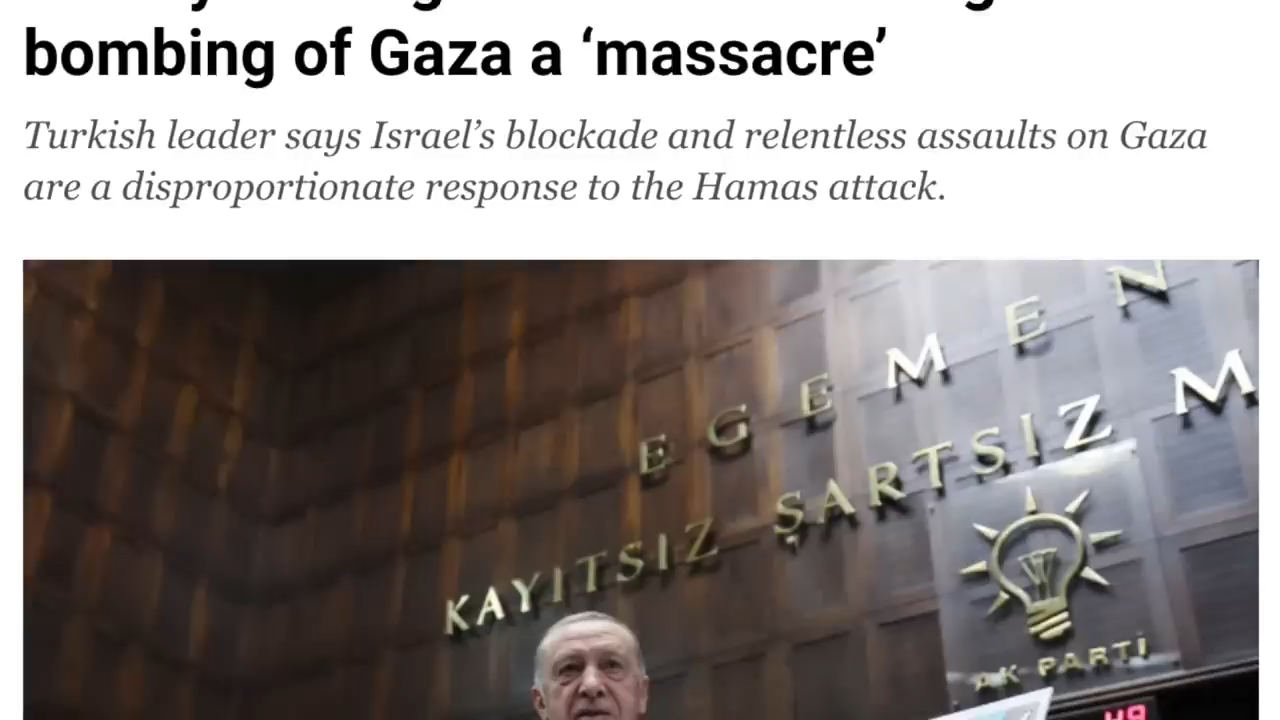 bombing of Gaza a ‘massacre’
Turkish leader says Israel’s blockade and relentless assaults on Gaza
are a disproportionate response to the Hamas attack.
EGEMEN
KAYITSIZ ŞARTSIZ M
AK PARTİ
49